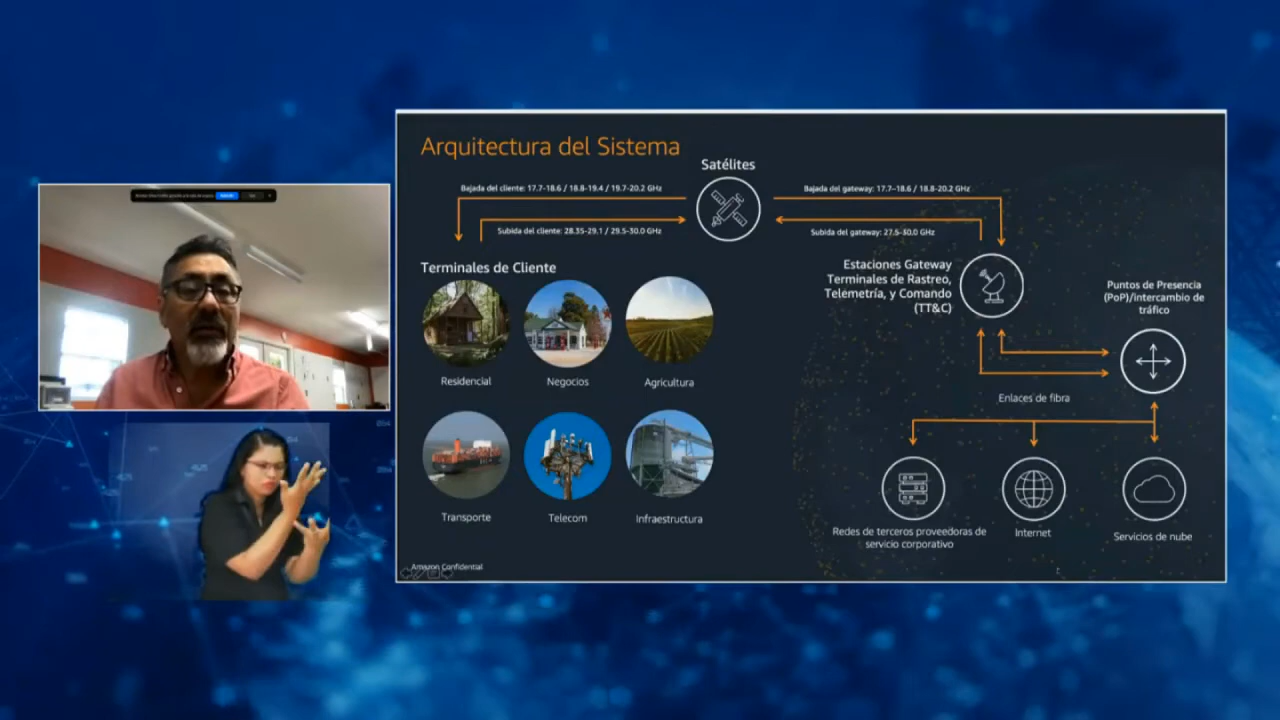 Arquitectura del Sistema
Satélites
Bajada del cliente: 17.7-18.6 / 18.8-19.4 / 19.7-20.2 GHz
Bajada del gateway: 17.7-18.6 / 18.8-20.2 GHz
Subida del cliente: 28.35-29.1 / 29.5-30.0 GHz
Subida del gateway: 27.5-30.0 GHz
Terminales de Cliente
Estaciones Gateway
Terminales de Rastreo,
Telemetría, y Comando
(TT&C)
Puntos de Presencia
(PoP)/intercambio de
tráfico
Residencial
Negocios
Agricultura
Enlaces de fibra
Transporte
Telecom
Infraestructura
Redes de terceros proveedoras de
servicio corporativo
Internet
Servicios de nube
Amazon Confidential